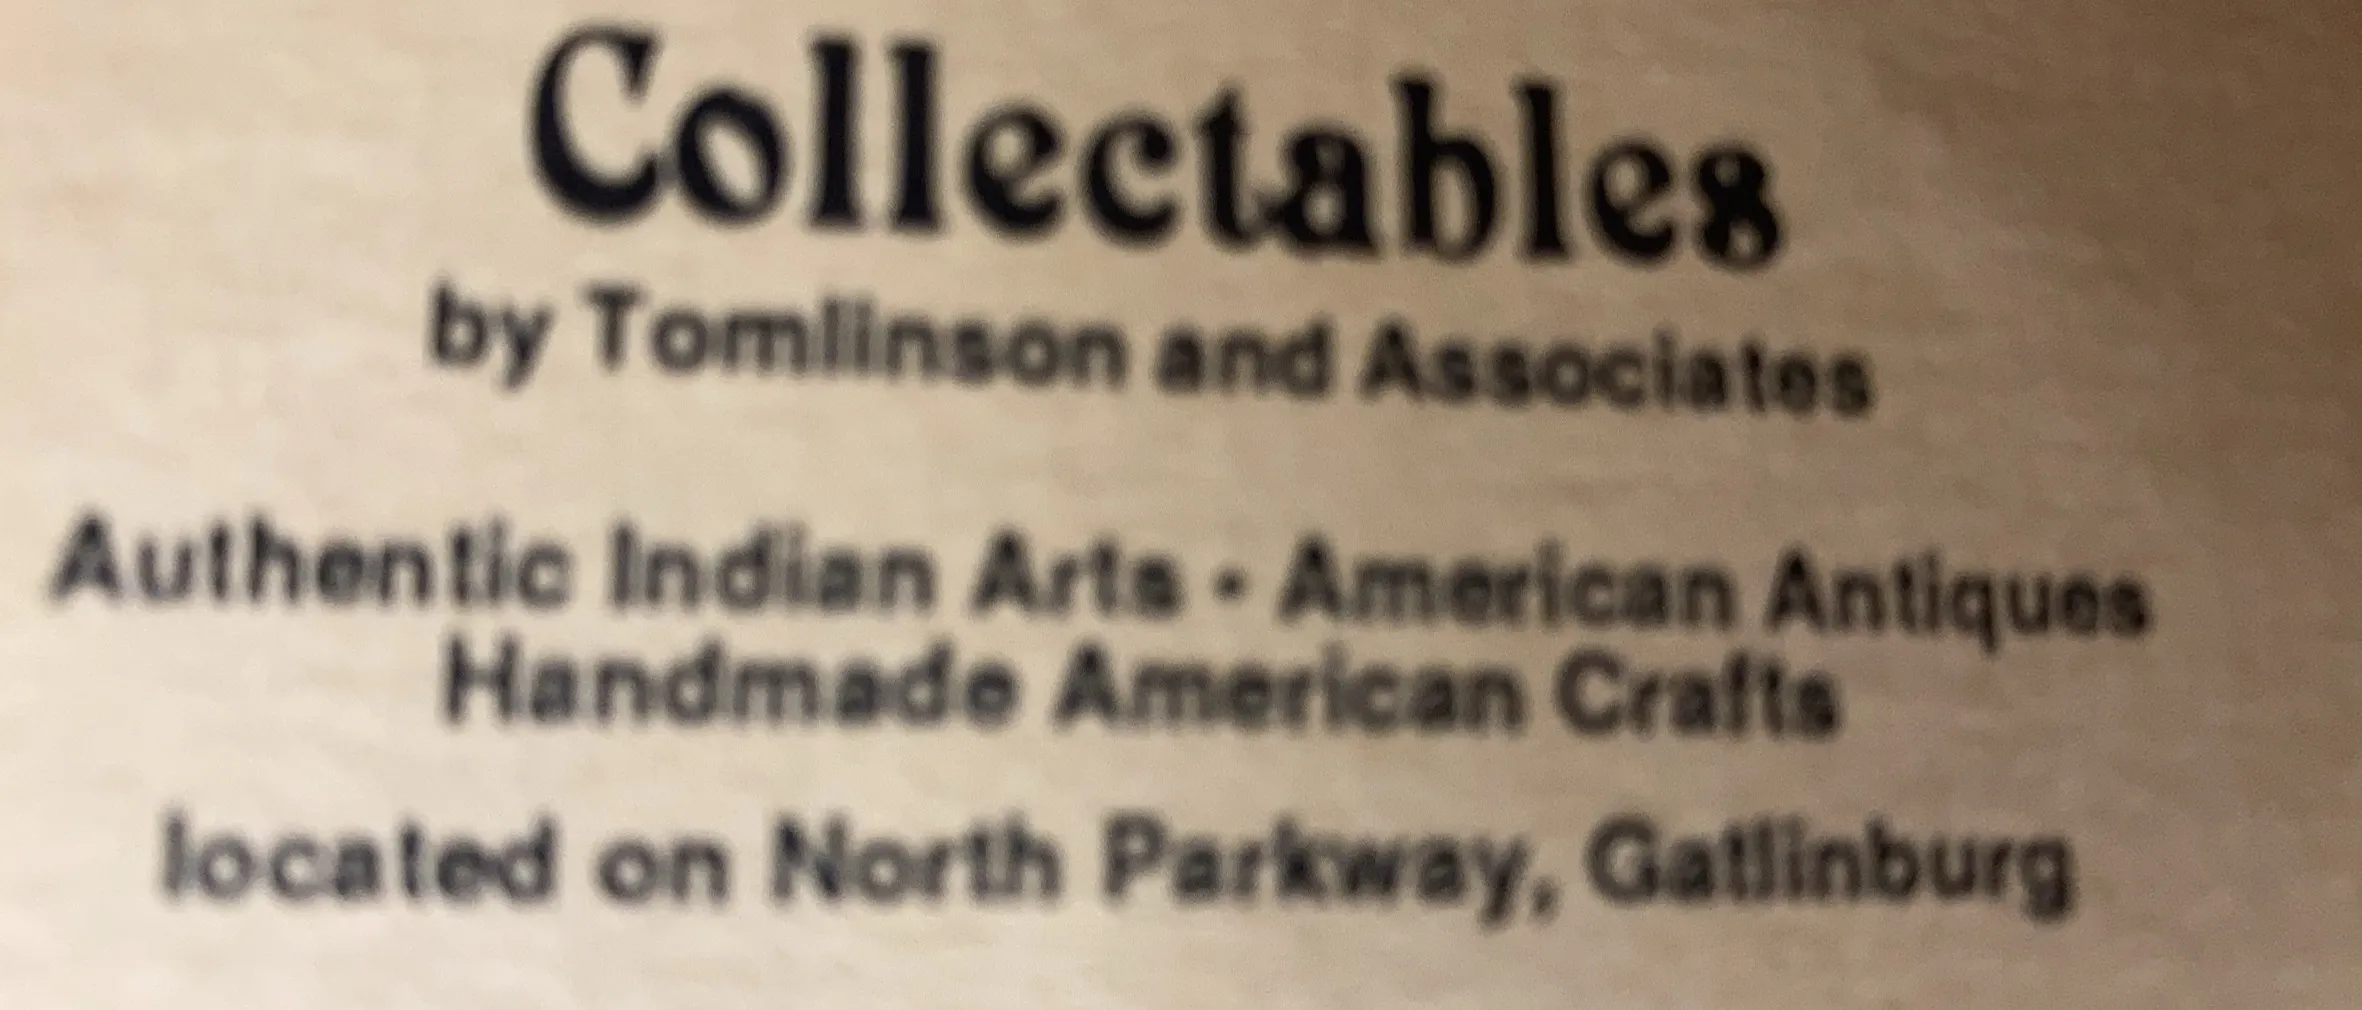 Collectables
by Tomlinson and Associates
Authentic Indian Arts • American Antiques
Handmade American Crafts
located on North Parkway, Gatlinburg